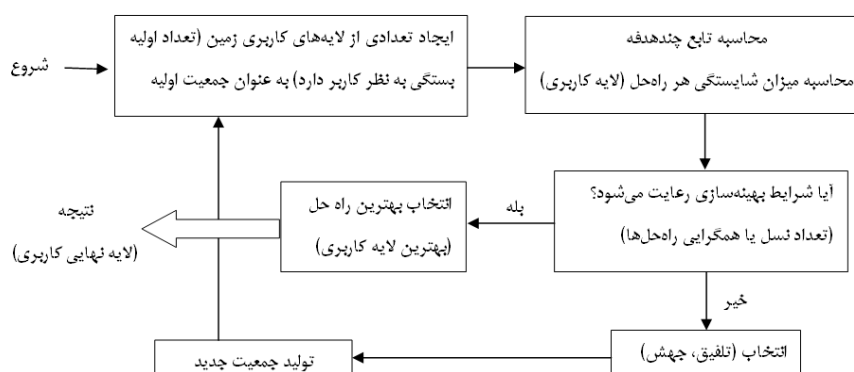 شروع
ایجاد تعدادی از لایه‌های کاربری زمین (تعداد اولیه
بستگی به نظر کاربر دارد) به عنوان جمعیت اولیه
محاسبه تابع چندهدفه
محاسبه میزان شایستگی هر راه‌حل (لایه کاربری)
آیا شرایط بهینه‌سازی رعایت می‌شود؟
(تعداد نسل یا همگرایی راه‌حل‌ها)
بله
انتخاب بهترین راه حل
(بهترین لایه کاربری)
نتیجه
(لایه نهایی کاربری)
خیر
انتخاب (تلفیق، جهش)
تولید جمعیت جدید